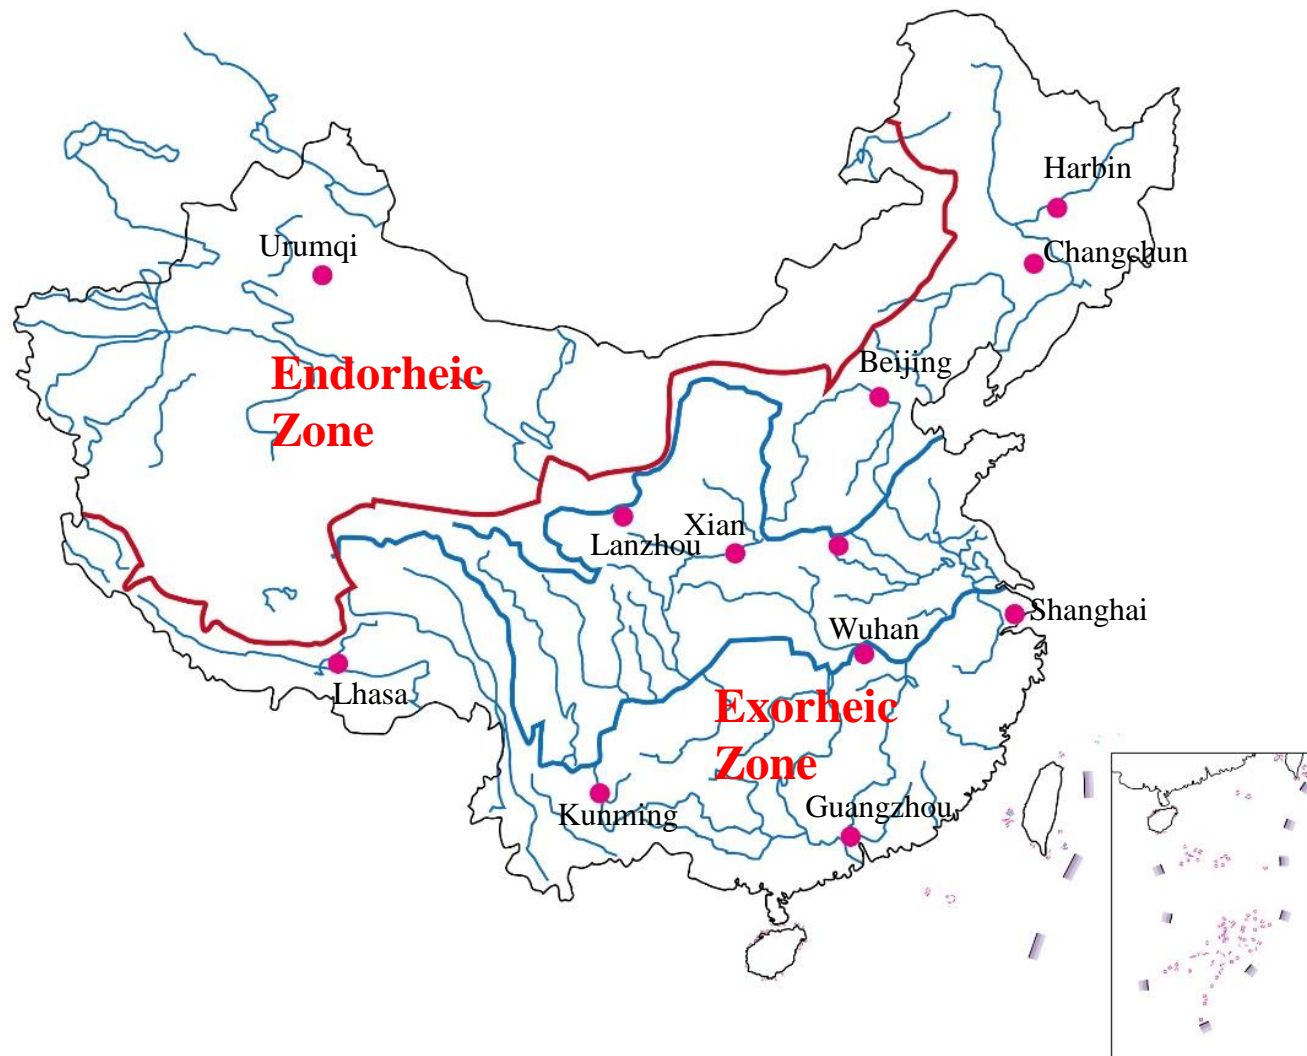 Harbin
Urumqi
Changchun
Endorheic
Zone
Beijing
Xian
Lanzhou
Shanghai
Wuhan
Lhasa
Exorheic
Zone
Kunming
Guangzhou